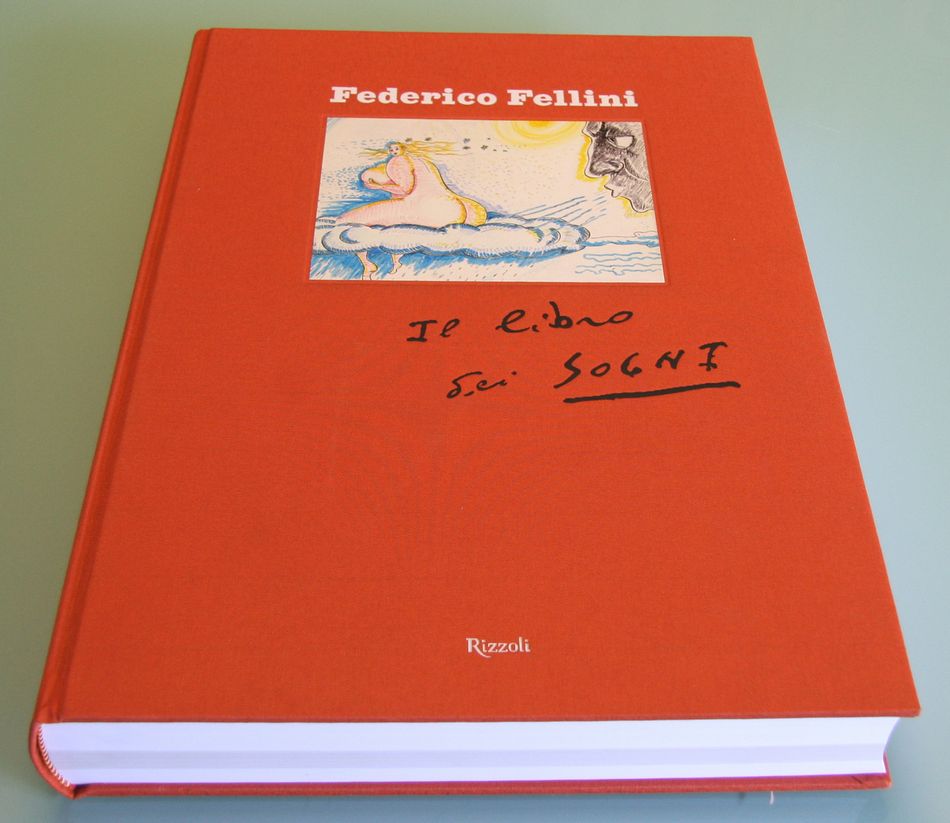 Federico Fellini
Il libro
dei SOGNI
Rizzoli